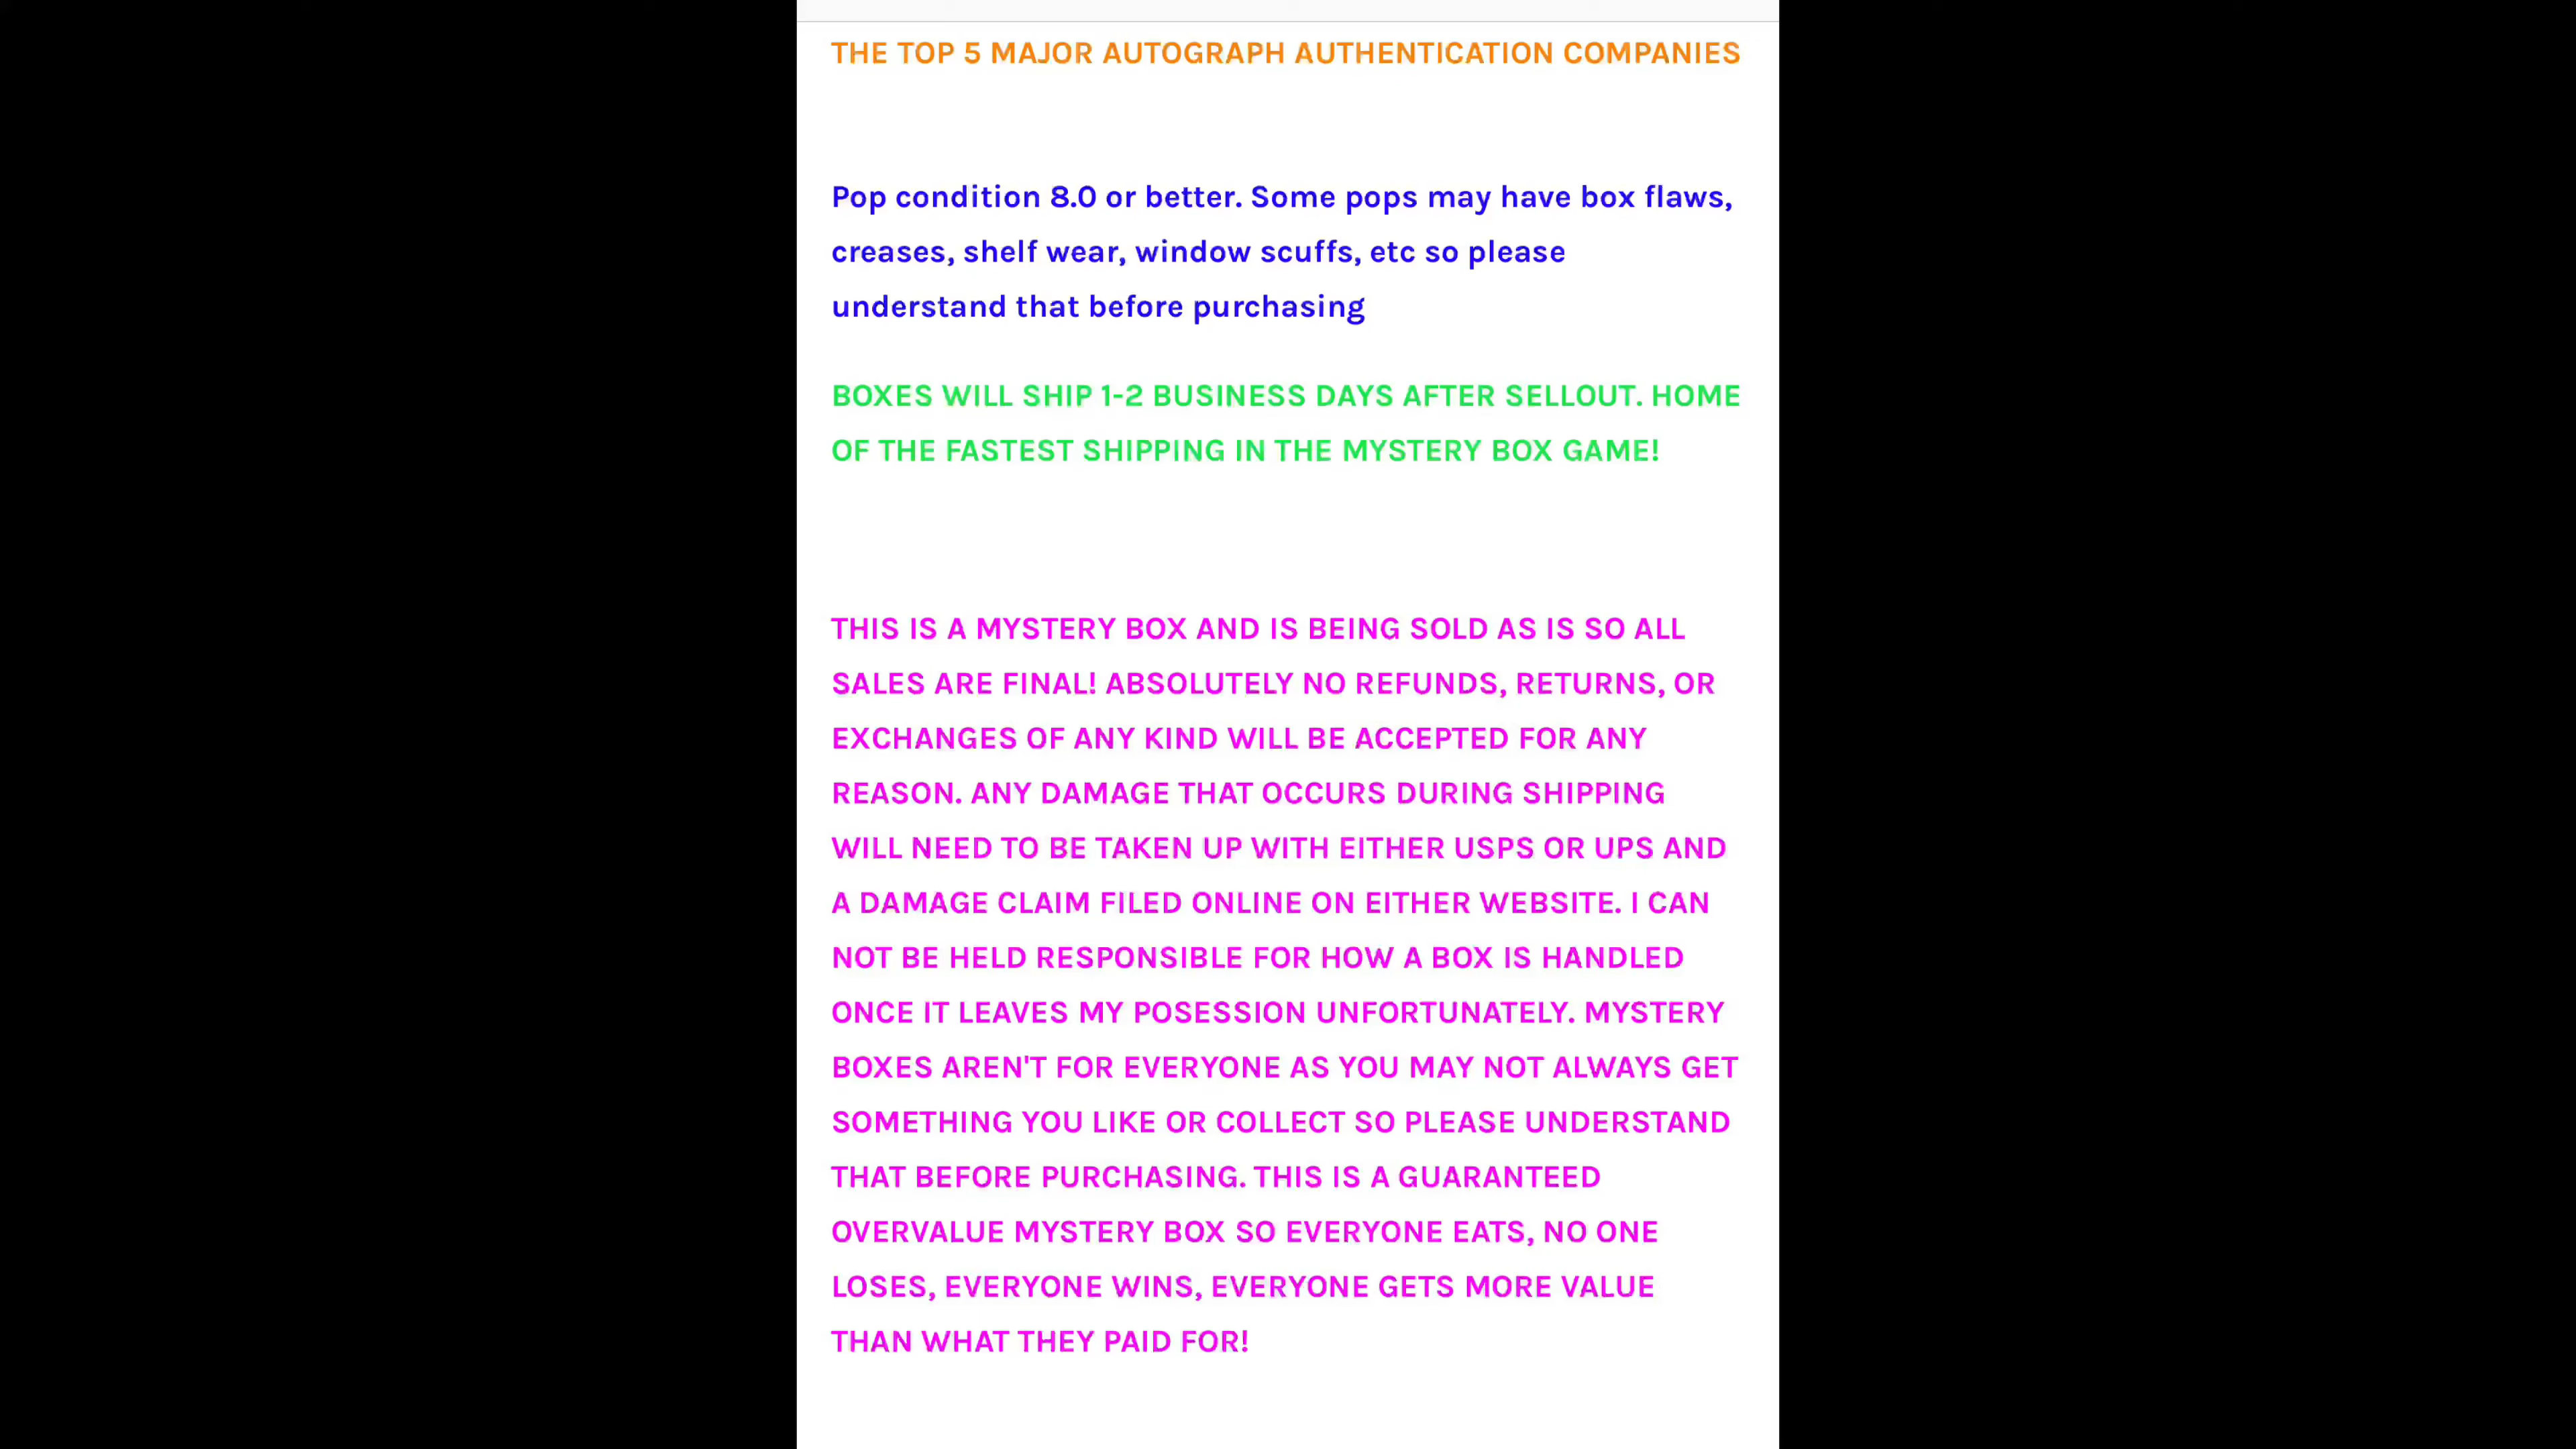 THE TOP 5 MAJOR AUTOGRAPH AUTHENTICATION COMPANIES
Pop condition 8.0 or better. Some pops may have box flaws,
creases, shelf wear, window scuffs, etc so please
understand that before purchasing
BOXES WILL SHIP 1-2 BUSINESS DAYS AFTER SELLOUT. HOME
OF THE FASTEST SHIPPING IN THE MYSTERY BOX GAME!
THIS IS A MYSTERY BOX AND IS BEING SOLD AS IS SO ALL
SALES ARE FINAL! ABSOLUTELY NO REFUNDS, RETURNS, OR
EXCHANGES OF ANY KIND WILL BE ACCEPTED FOR ANY
REASON. ANY DAMAGE THAT OCCURS DURING SHIPPING
WILL NEED TO BE TAKEN UP WITH EITHER USPS OR UPS AND
A DAMAGE CLAIM FILED ONLINE ON EITHER WEBSITE. I CAN
NOT BE HELD RESPONSIBLE FOR HOW A BOX IS HANDLED
ONCE IT LEAVES MY POSESSION UNFORTUNATELY. MYSTERY
BOXES AREN'T FOR EVERYONE AS YOU MAY NOT ALWAYS GET
SOMETHING YOU LIKE OR COLLECT SO PLEASE UNDERSTAND
THAT BEFORE PURCHASING. THIS IS A GUARANTEED
OVERVALUE MYSTERY BOX SO EVERYONE EATS, NO ONE
LOSES, EVERYONE WINS, EVERYONE GETS MORE VALUE
THAN WHAT THEY PAID FOR!